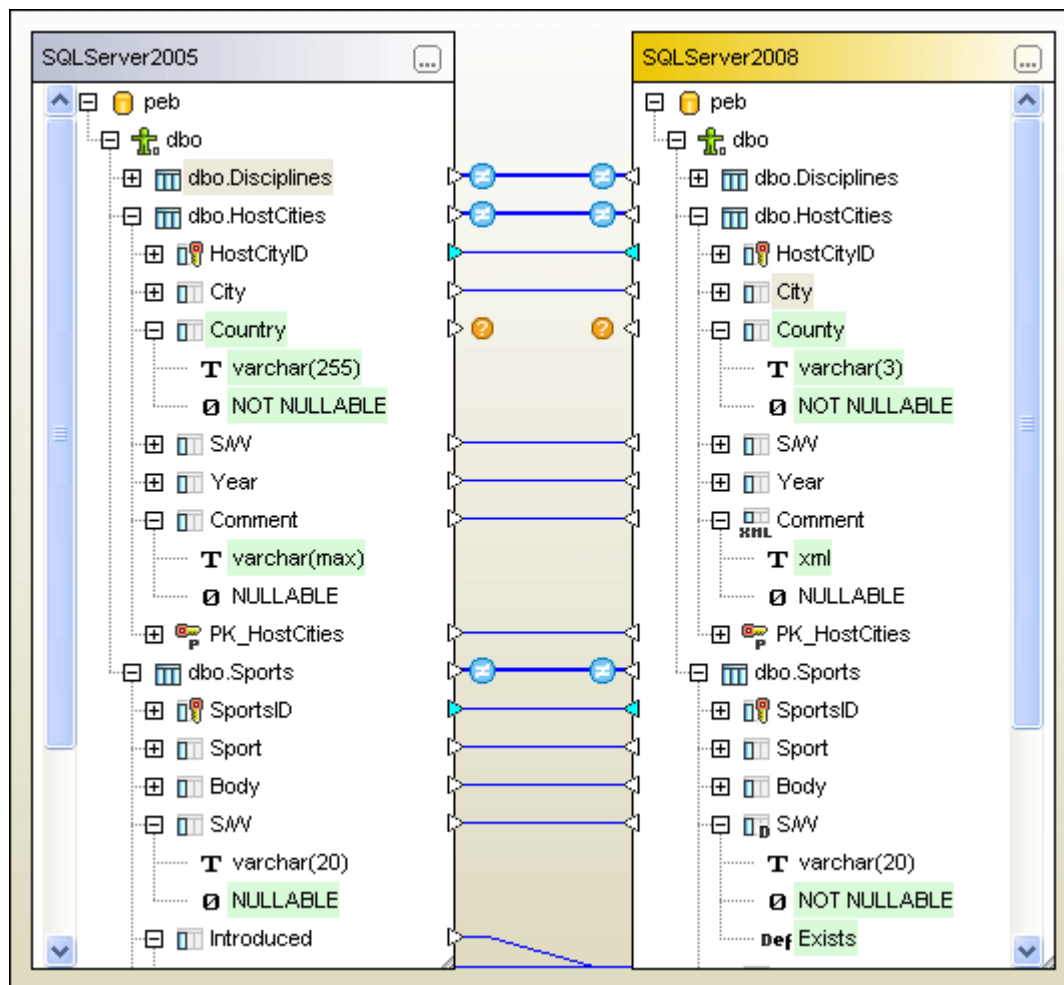 SQLServer2005
...
peb
dbo
dbo.Disciplines
dbo.HostCities
HostCityID
City
Country
T varchar(255)
Ø NOT NULLABLE
S/W
Year
Comment
T varchar(max)
Ø NULLABLE
P PK_HostCities
dbo.Sports
SportsID
Sport
Body
S/W
T varchar(20)
Ø NULLABLE
Introduced
≠ ≠
≠ ≠
? ?
≠ ≠
SQLServer2008
...
peb
dbo
dbo.Disciplines
dbo.HostCities
HostCityID
City
County
T varchar(3)
Ø NOT NULLABLE
S/W
Year
XML Comment
T xml
Ø NULLABLE
P PK_HostCities
dbo.Sports
SportsID
Sport
Body
D S/W
T varchar(20)
Ø NOT NULLABLE
Def Exists